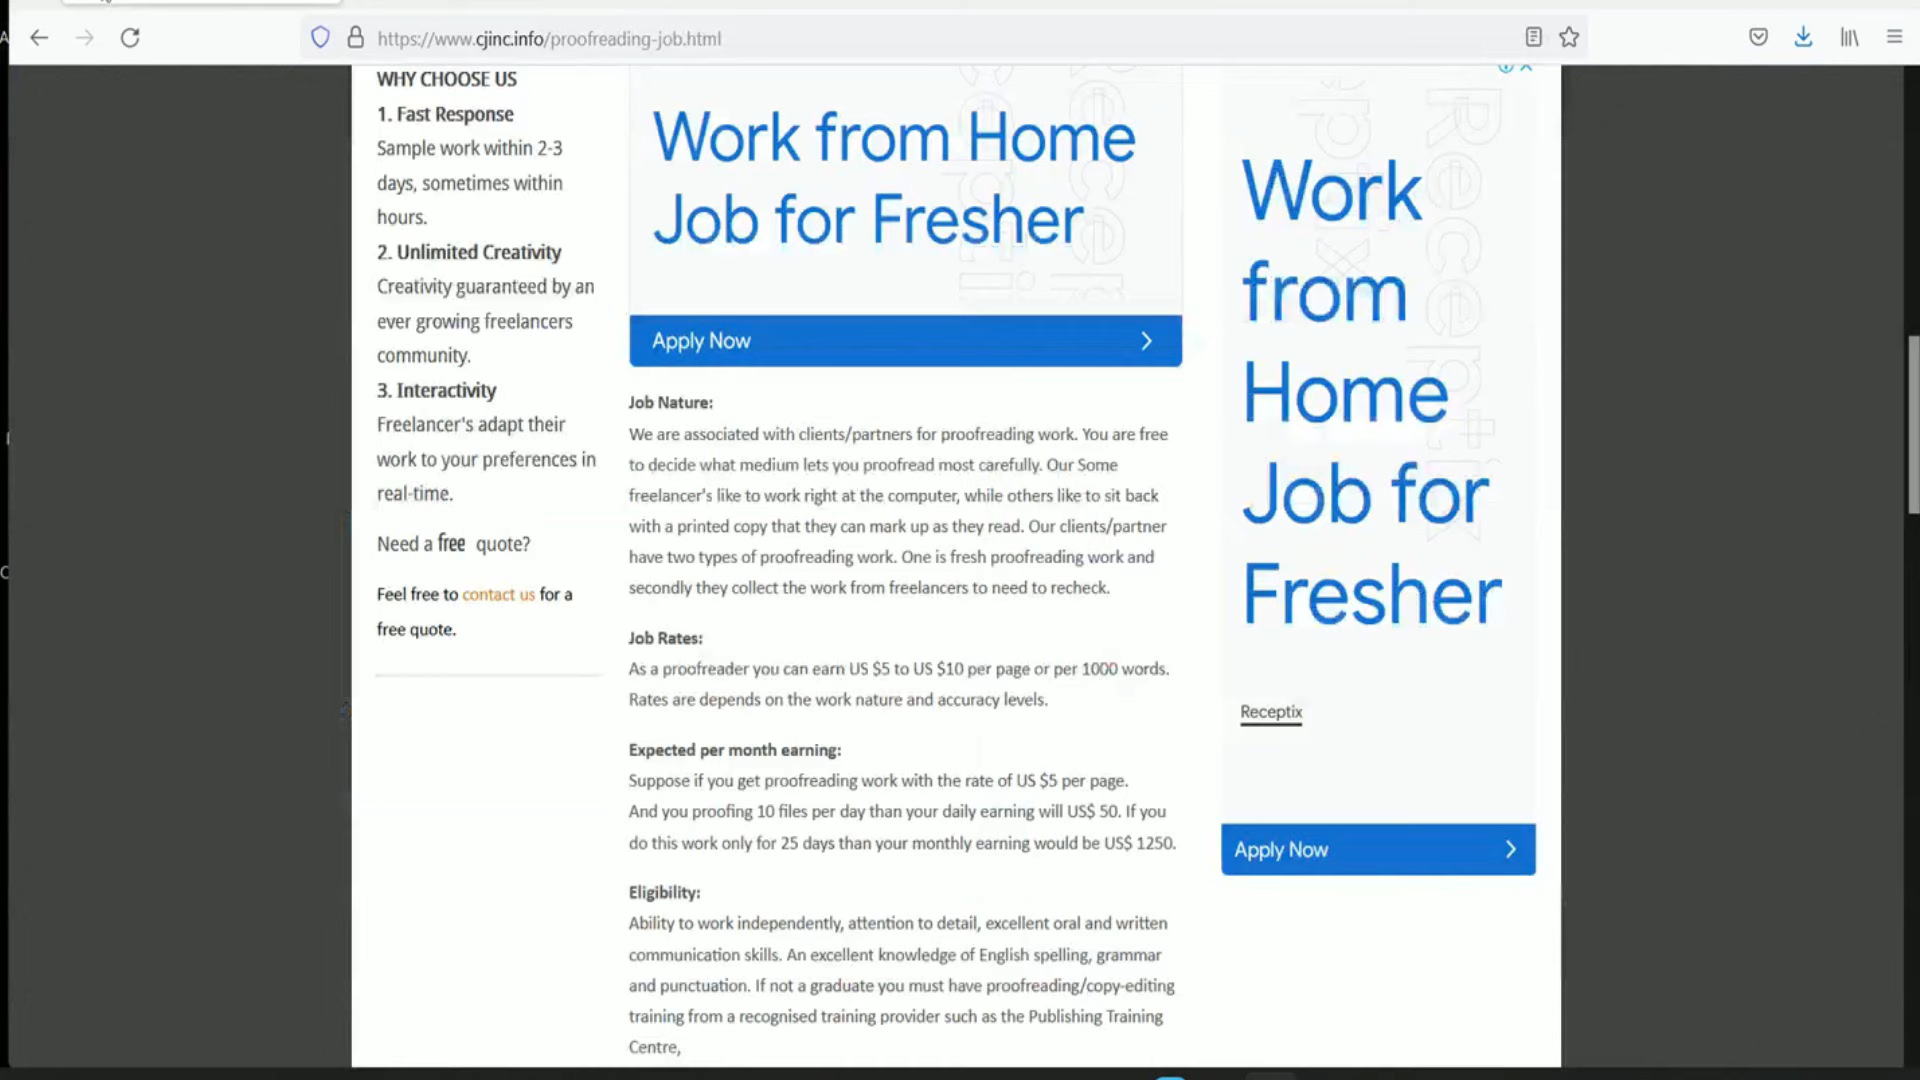 https://www.cjinc.info/proofreading-job.html
WHY CHOOSE US
1. Fast Response
Sample work within 2-3
days, sometimes within
hours.
2. Unlimited Creativity
Creativity guaranteed by an
ever growing freelancers
community.
3. Interactivity
Freelancer's adapt their
work to your preferences in
real-time.
Need a free quote?
Feel free to contact us for a
free quote.
Work from Home
Job for Fresher
Apply Now
Job Nature:
We are associated with clients/partners for proofreading work. You are free
to decide what medium lets you proofread most carefully. Our Some
freelancer's like to work right at the computer, while others like to sit back
with a printed copy that they can mark up as they read. Our clients/partner
have two types of proofreading work. One is fresh proofreading work and
secondly they collect the work from freelancers to need to recheck.
Job Rates:
As a proofreader you can earn US $5 to US $10 per page or per 1000 words.
Rates are depends on the work nature and accuracy levels.
Expected per month earning:
Suppose if you get proofreading work with the rate of US $5 per page.
And you proofing 10 files per day than your daily earning will US$ 50. If you
do this work only for 25 days than your monthly earning would be US$ 1250.
Eligibility:
Ability to work independently, attention to detail, excellent oral and written
communication skills. An excellent knowledge of English spelling, grammar
and punctuation. If not a graduate you must have proofreading/copy-editing
training from a recognised training provider such as the Publishing Training
Centre,
Work
from
Home
Job for
Fresher
Receptix
Apply Now